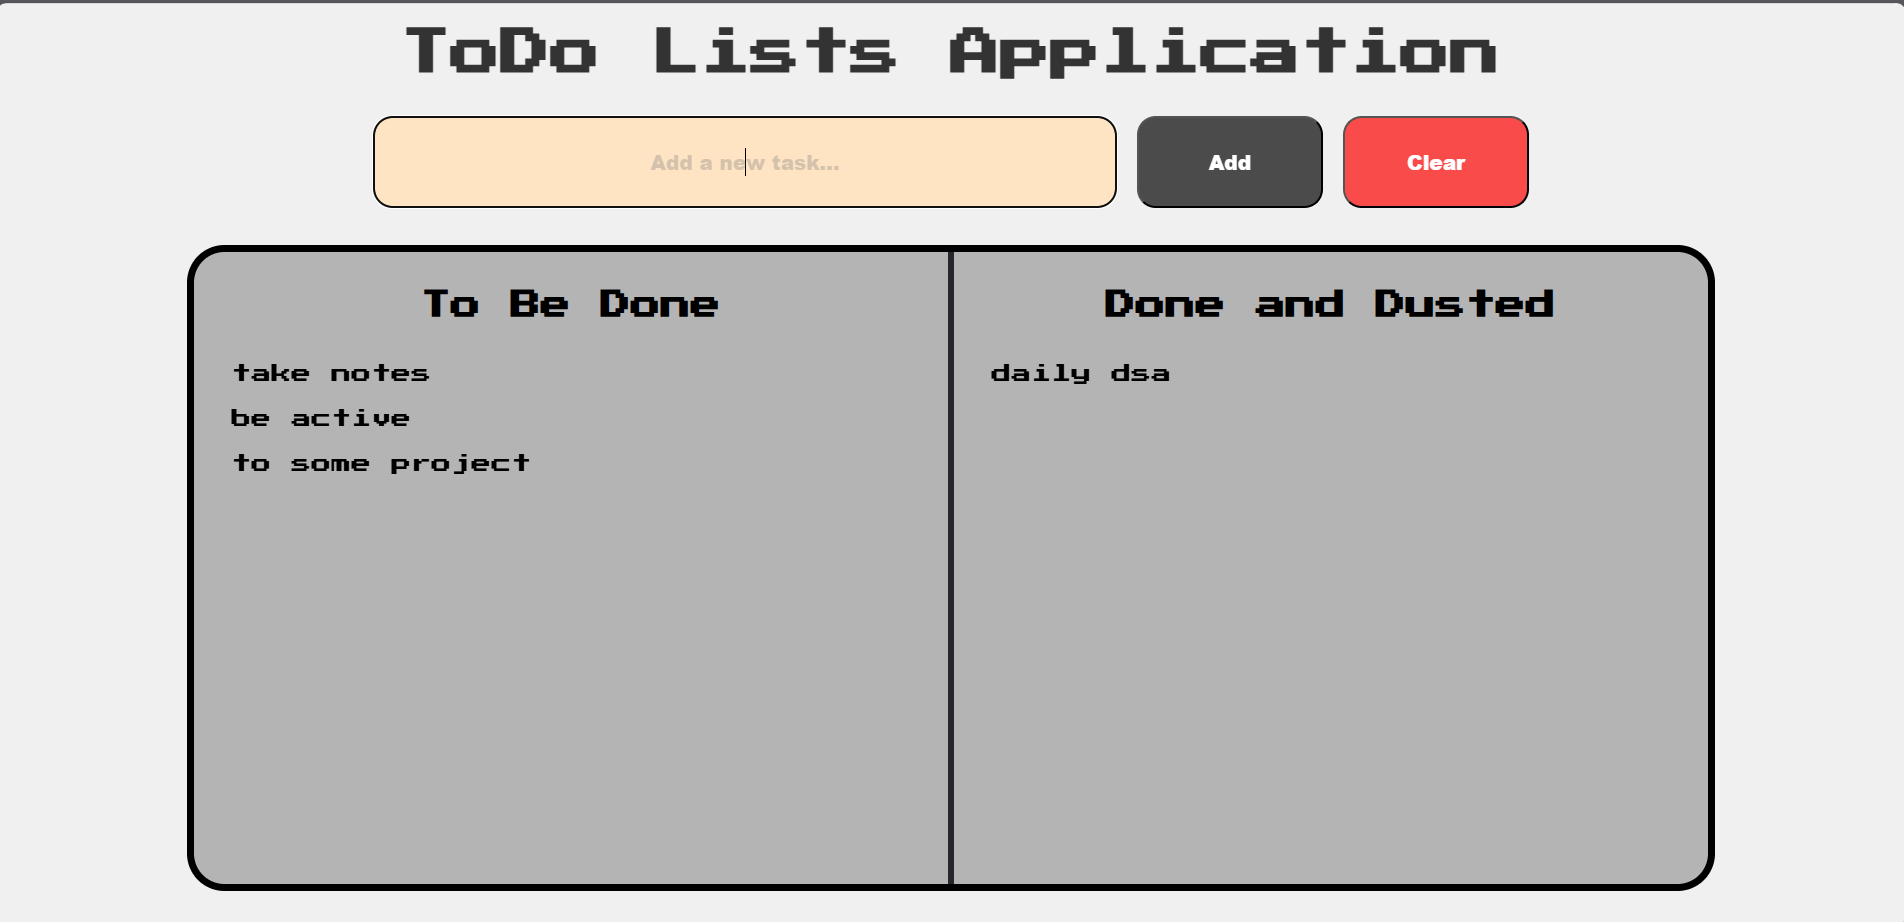 ToDo Lists Application
Add a new task...
Add
Clear
To Be Done
take notes
be active
to some project
Done and Dusted
daily dsa